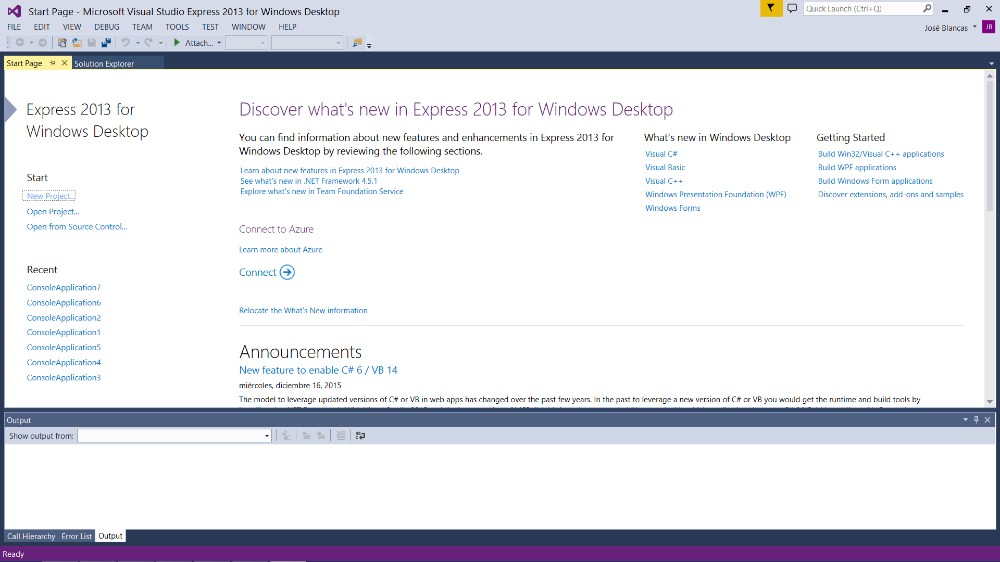 Start Page - Microsoft Visual Studio Express 2013 for Windows Desktop
Quick Launch (Ctrl+Q)
FILE EDIT VIEW DEBUG TEAM TOOLS TEST WINDOW HELP
José Blancas JB
Attach...
Start Page
Solution Explorer
Express 2013 for
Windows Desktop
Start
New Project...
Open Project...
Open from Source Control...
Recent
ConsoleApplication7
ConsoleApplication6
ConsoleApplication2
ConsoleApplication1
ConsoleApplication5
ConsoleApplication4
ConsoleApplication3
Discover what's new in Express 2013 for Windows Desktop
You can find information about new features and enhancements in Express 2013 for
Windows Desktop by reviewing the following sections.
Learn about new features in Express 2013 for Windows Desktop
See what's new in .NET Framework 4.5.1
Explore what's new in Team Foundation Service
What's new in Windows Desktop
Visual C#
Visual Basic
Visual C++
Windows Presentation Foundation (WPF)
Windows Forms
Getting Started
Build Win32/Visual C++ applications
Build WPF applications
Build Windows Form applications
Discover extensions, add-ons and samples
Connect to Azure
Learn more about Azure
Connect
Relocate the What's New information
Announcements
New feature to enable C# 6 / VB 14
miércoles, diciembre 16, 2015
The model to leverage updated versions of C# or VB in web apps has changed over the past few years. In the past to leverage a new version of C# or VB you would get the runtime and build tools by
Output
Show output from:
Call Hierarchy Error List Output
Ready